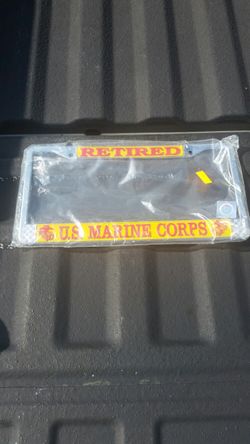 RETIRED
U.S. MARINE CORPS